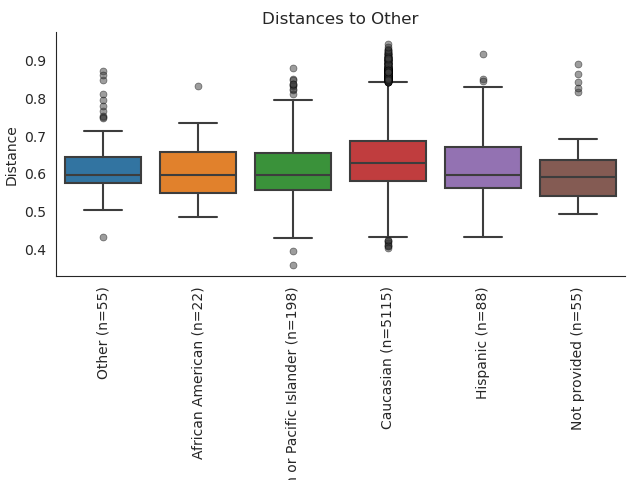 Distances to Other
Distance
0.9
0.8
0.7
0.6
0.5
0.4
Other (n=55)
African American (n=22)
or Pacific Islander (n=198)
Caucasian (n=5115)
Hispanic (n=88)
Not provided (n=55)